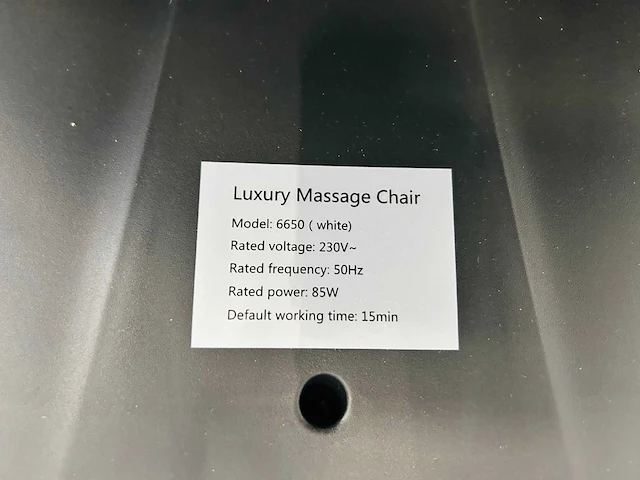 Luxury Massage Chair
Model: 6650 ( white)
Rated voltage: 230V~
Rated frequency: 50Hz
Rated power: 85W
Default working time: 15min